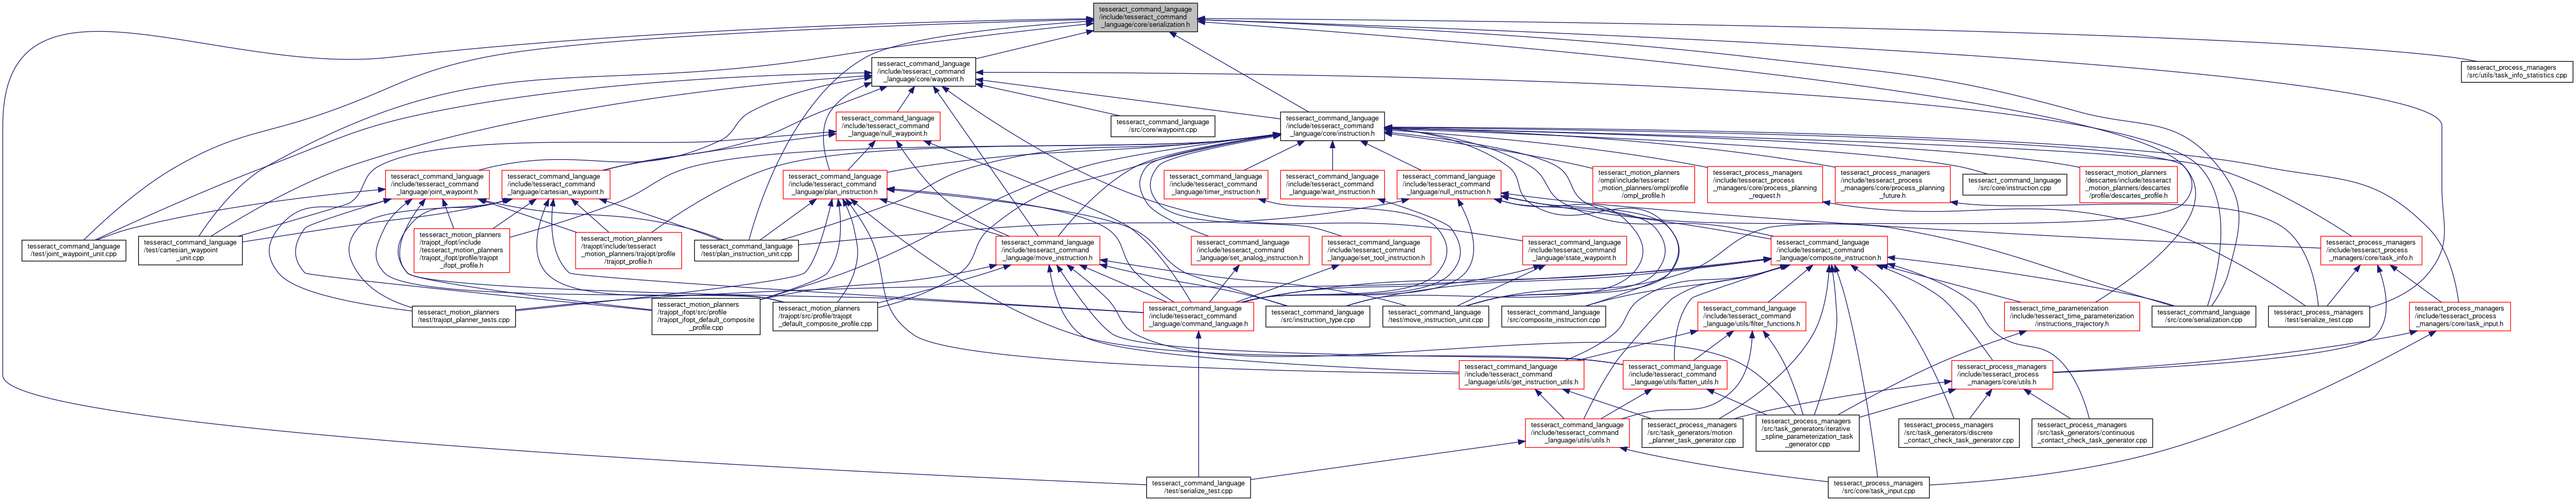 tesseract_command_language
/include/tesseract_command
_language/core/serialization.h
tesseract_command_language
/include/tesseract_command
_language/core/waypoint.h
tesseract_process_managers
/src/utils/task_info_statistics.cpp
tesseract_command_language
/include/tesseract_command
_language/null_waypoint.h
tesseract_command_language
/src/core/waypoint.cpp
tesseract_command_language
/include/tesseract_command
_language/core/instruction.h
tesseract_command_language
/include/tesseract_command
_language/joint_waypoint.h
tesseract_command_language
/include/tesseract_command
_language/cartesian_waypoint.h
tesseract_command_language
/include/tesseract_command
_language/plan_instruction.h
tesseract_command_language
/include/tesseract_command
_language/timer_instruction.h
tesseract_command_language
/include/tesseract_command
_language/wait_instruction.h
tesseract_command_language
/include/tesseract_command
_language/null_instruction.h
tesseract_motion_planners
/ompl/include/tesseract
_motion_planners/ompl/profile
/ompl_profile.h
tesseract_process_managers
/include/tesseract_process
_managers/core/process_planning
_request.h
tesseract_process_managers
/include/tesseract_process
_managers/core/process_planning
_future.h
tesseract_command_language
/src/core/instruction.cpp
tesseract_motion_planners
/descartes/include/tesseract
_motion_planners/descartes
/profile/descartes_profile.h
tesseract_command_language
/test/joint_waypoint_unit.cpp
tesseract_command_language
/test/cartesian_waypoint
_unit.cpp
tesseract_motion_planners
/trajopt_ifopt/include
/tesseract_motion_planners
/trajopt_ifopt/profile/trajopt
_ifopt_profile.h
tesseract_motion_planners
/trajopt/include/tesseract
_motion_planners/trajopt/profile
/trajopt_profile.h
tesseract_command_language
/test/plan_instruction_unit.cpp
tesseract_command_language
/include/tesseract_command
_language/move_instruction.h
tesseract_command_language
/include/tesseract_command
_language/set_analog_instruction.h
tesseract_command_language
/include/tesseract_command
_language/set_tool_instruction.h
tesseract_command_language
/include/tesseract_command
_language/state_waypoint.h
tesseract_command_language
/include/tesseract_command
_language/composite_instruction.h
tesseract_process_managers
/include/tesseract_process
_managers/core/task_info.h
tesseract_motion_planners
/test/trajopt_planner_tests.cpp
tesseract_motion_planners
/trajopt_ifopt/src/profile
/trajopt_ifopt_default_composite
_profile.cpp
tesseract_motion_planners
/trajopt/src/profile/trajopt
_default_composite_profile.cpp
tesseract_command_language
/include/tesseract_command
_language/command_language.h
tesseract_command_language
/src/instruction_type.cpp
tesseract_command_language
/test/move_instruction_unit.cpp
tesseract_command_language
/src/composite_instruction.cpp
tesseract_command_language
/include/tesseract_command
_language/utils/filter_functions.h
tesseract_time_parameterization
/include/tesseract_time_parameterization
/instructions_trajectory.h
tesseract_command_language
/src/core/serialization.cpp
tesseract_process_managers
/test/serialize_test.cpp
tesseract_process_managers
/include/tesseract_process
_managers/core/task_input.h
tesseract_command_language
/include/tesseract_command
_language/utils/get_instruction_utils.h
tesseract_command_language
/include/tesseract_command
_language/utils/flatten_utils.h
tesseract_process_managers
/include/tesseract_process
_managers/core/utils.h
tesseract_command_language
/include/tesseract_command
_language/utils/utils.h
tesseract_process_managers
/src/task_generators/motion
_planner_task_generator.cpp
tesseract_process_managers
/src/task_generators/iterative
_spline_parameterization_task
_generator.cpp
tesseract_process_managers
/src/task_generators/discrete
_contact_check_task_generator.cpp
tesseract_process_managers
/src/task_generators/continuous
_contact_check_task_generator.cpp
tesseract_command_language
/test/serialize_test.cpp
tesseract_process_managers
/src/core/task_input.cpp